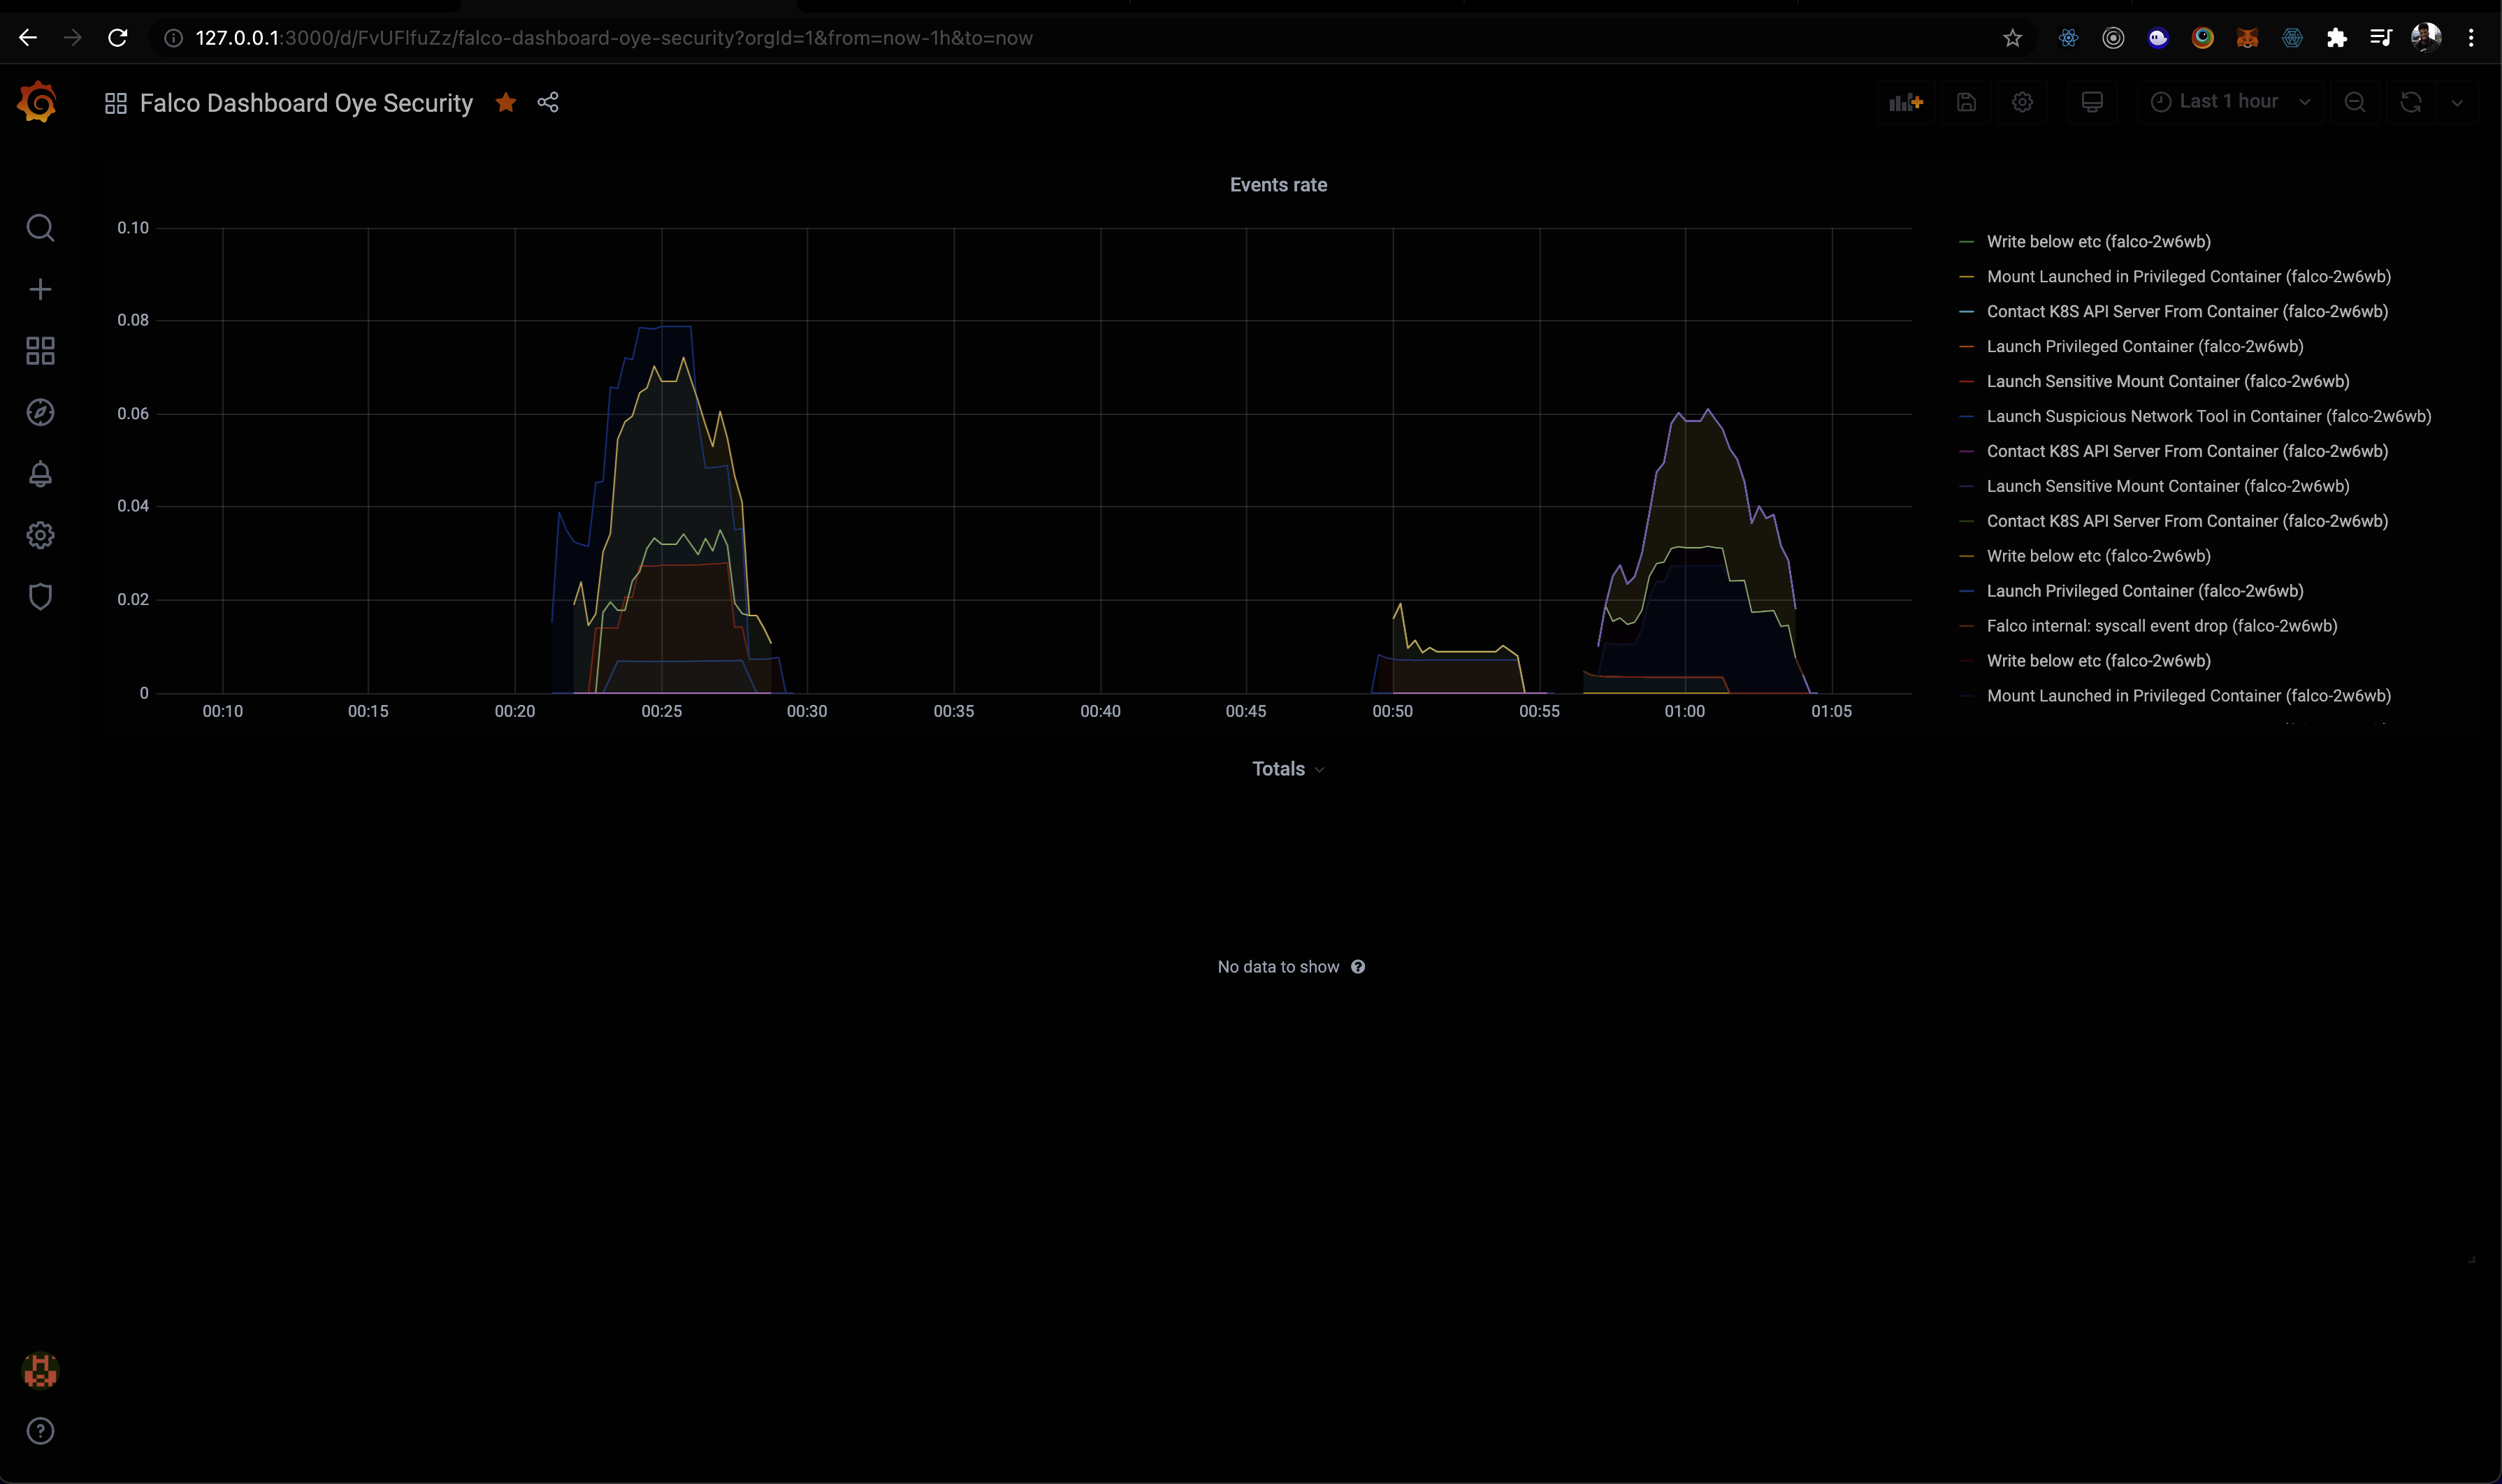 127.0.0.1:3000/d/FvUFlfuZz/falco-dashboard-oye-security?orgId=1&from=now-1h&to=now
Falco Dashboard Oye Security
Last 1 hour
Events rate
0.10
0.08
0.06
0.04
0.02
0
00:10 00:15 00:20 00:25 00:30 00:35 00:40 00:45 00:50 00:55 01:00 01:05
Write below etc (falco-2w6wb)
Mount Launched in Privileged Container (falco-2w6wb)
Contact K8S API Server From Container (falco-2w6wb)
Launch Privileged Container (falco-2w6wb)
Launch Sensitive Mount Container (falco-2w6wb)
Launch Suspicious Network Tool in Container (falco-2w6wb)
Contact K8S API Server From Container (falco-2w6wb)
Launch Sensitive Mount Container (falco-2w6wb)
Contact K8S API Server From Container (falco-2w6wb)
Write below etc (falco-2w6wb)
Launch Privileged Container (falco-2w6wb)
Falco internal: syscall event drop (falco-2w6wb)
Write below etc (falco-2w6wb)
Mount Launched in Privileged Container (falco-2w6wb)
Totals
No data to show